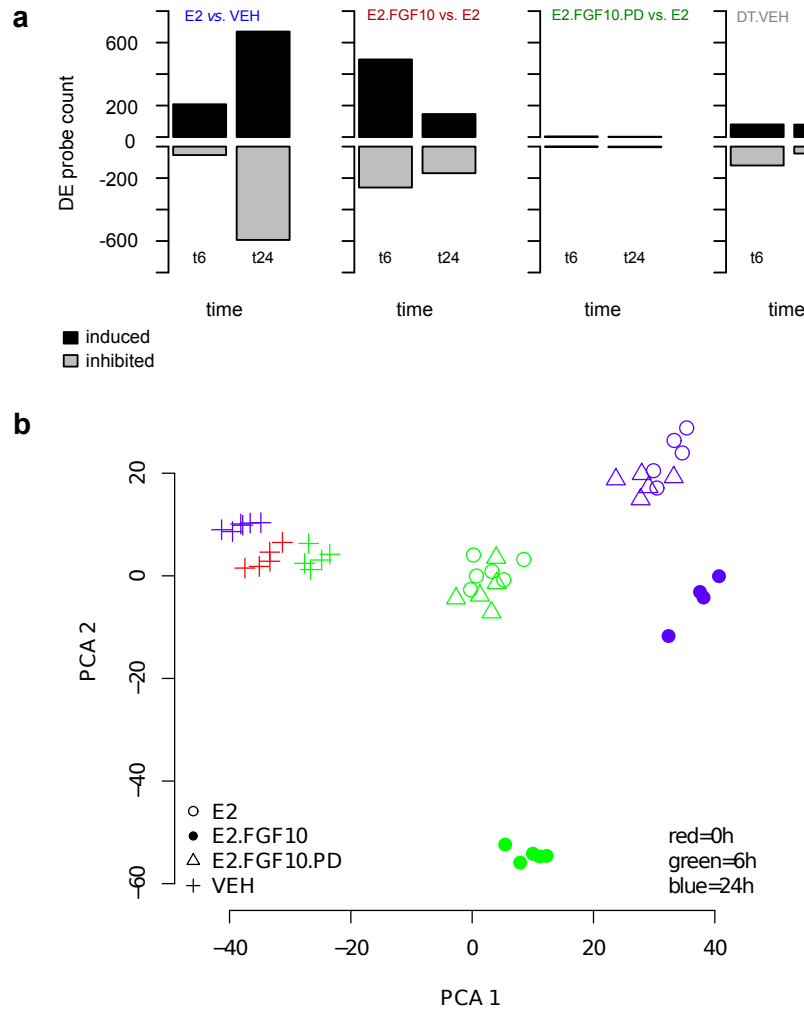 a
E2 vs. VEH
E2.FGF10 vs. E2
E2.FGF10.PD vs. E2
DT.VEH
DE probe count
600
200
0
-200
-600
t6
t24
t6
t24
t6
t24
t6
time
time
time
time
induced
inhibited
b
PCA 2
20
0
−20
−40
−60
E2
E2.FGF10
E2.FGF10.PD
VEH
red=0h
green=6h
blue=24h
−40
−20
0
20
40
PCA 1